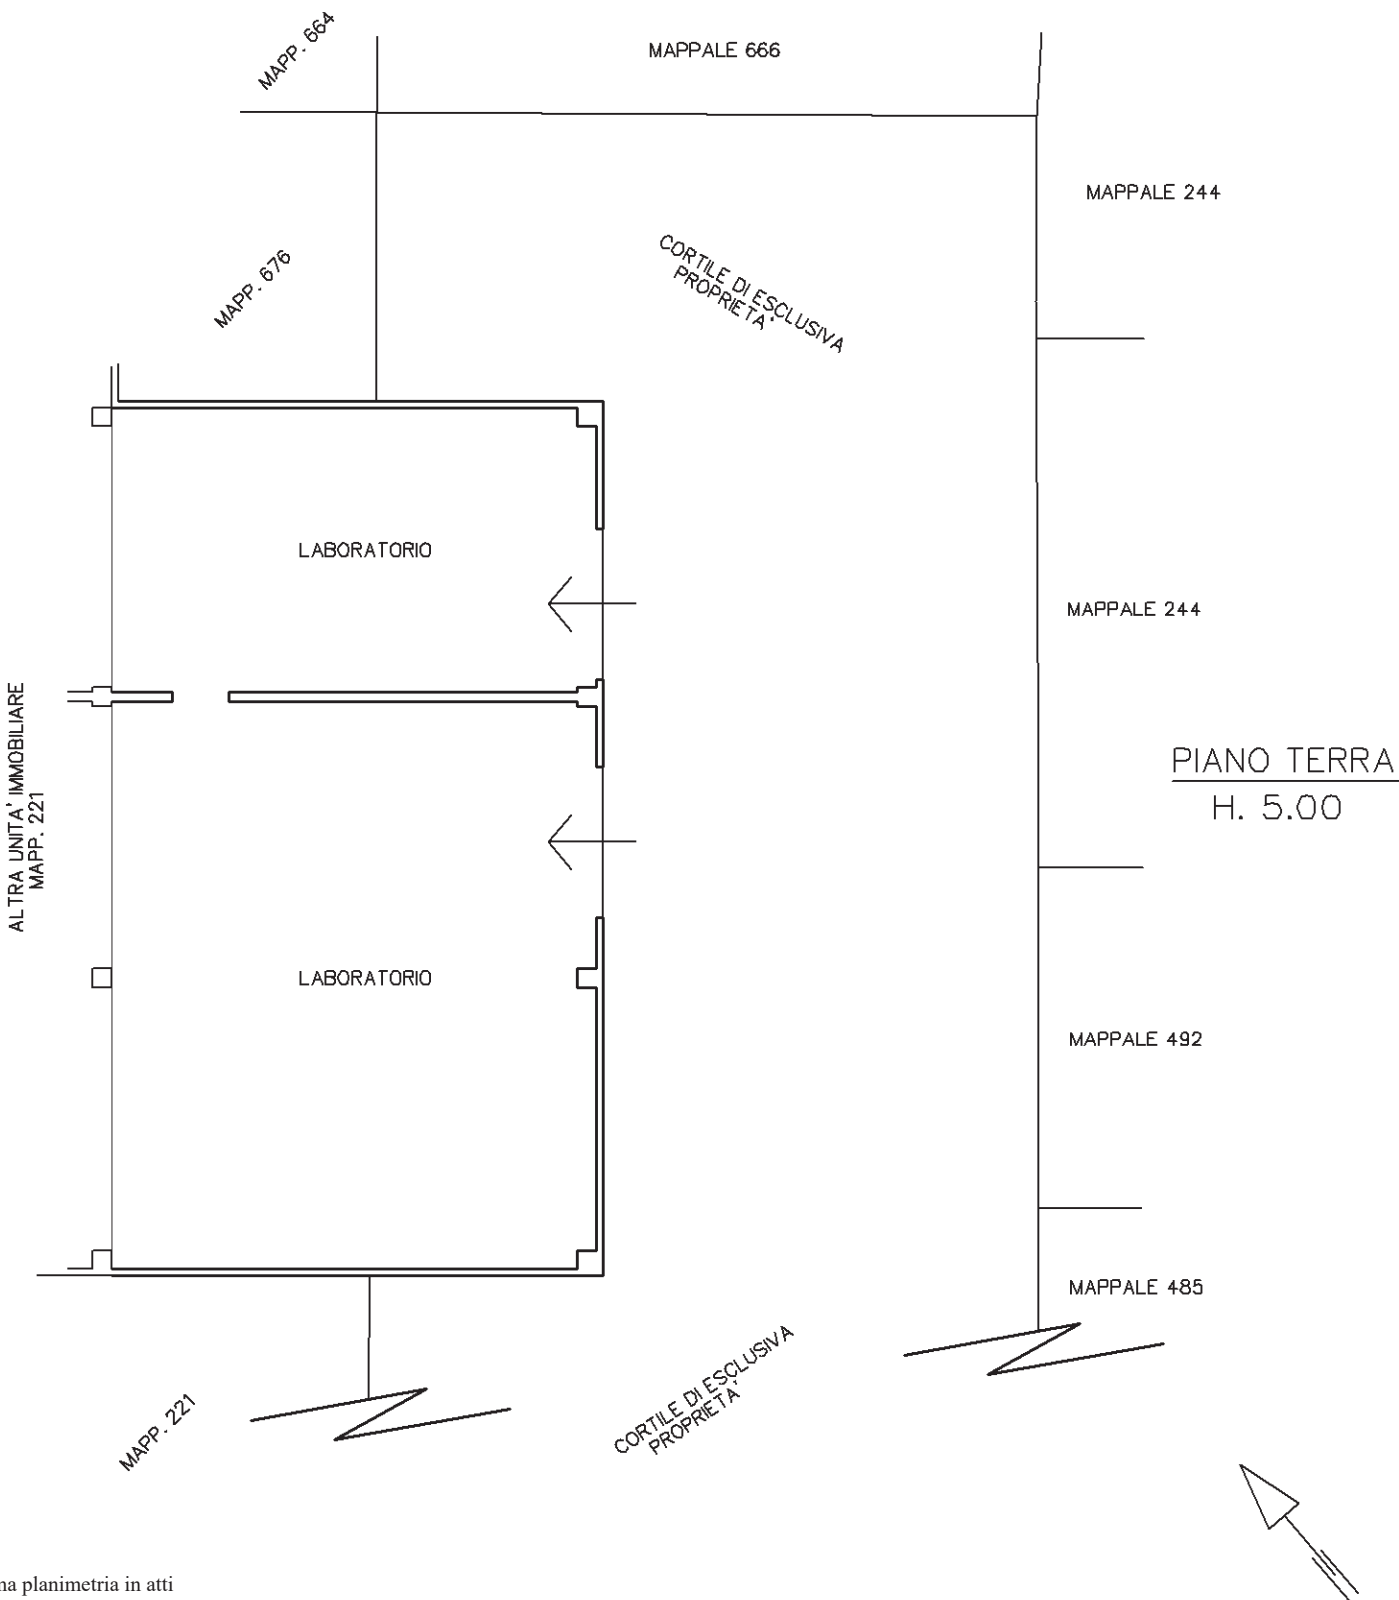 MAPP. 664
MAPPALE 666
MAPPALE 244
MAPP. 676
CORTILE DI ESCLUSIVA
PROPRIETA'
LABORATORIO
MAPPALE 244
ALTRA UNITA' IMMOBILIARE
MAPP. 221
PIANO TERRA
H. 5.00
LABORATORIO
MAPPALE 492
MAPPALE 485
CORTILE DI ESCLUSIVA
PROPRIETA'
MAPP. 221
na planimetria in atti